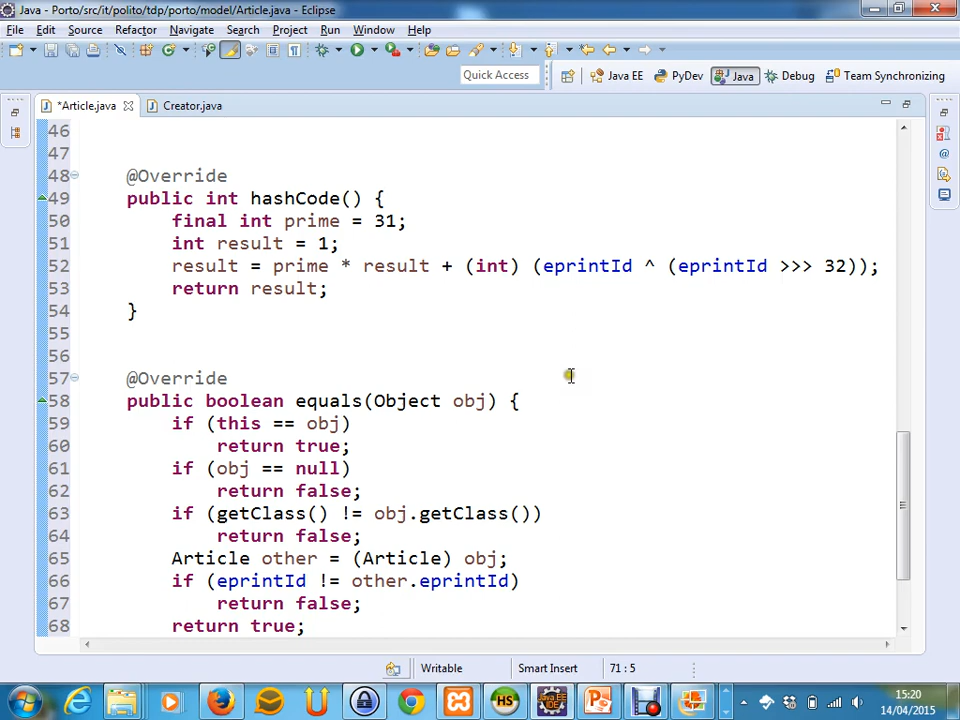 Java - Porto/src/it/polito/tdp/porto/model/Article.java - Eclipse
File Edit Source Refactor Navigate Search Project Run Window Help
Quick Access Java EE PyDev Java Debug Team Synchronizing
*Article.java Creator.java
46
47
48 @Override
49 public int hashCode() {
50 final int prime = 31;
51 int result = 1;
52 result = prime * result + (int) (eprintId ^ (eprintId >>> 32));
53 return result;
54 }
55
56
57 @Override
58 public boolean equals(Object obj) {
59 if (this == obj)
60 return true;
61 if (obj == null)
62 return false;
63 if (getClass() != obj.getClass())
64 return false;
65 Article other = (Article) obj;
66 if (eprintId != other.eprintId)
67 return false;
68 return true;
Writable Smart Insert 71 : 5
HS
Java EE
IDE
15:20
14/04/2015